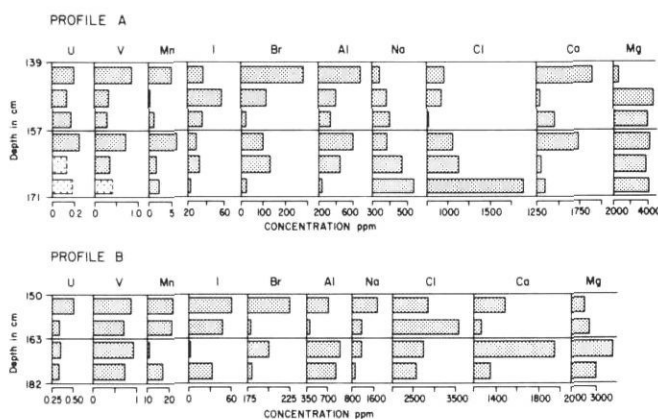 PROFILE A
U V Mn I Br Al Na Cl Ca Mg
139
157
171
Depth in cm
0 0.2 0 1.0 0 5 20 60 0 100 200 200 600 300 500 1000 1500 1250 1750 2000 4000
CONCENTRATION ppm
PROFILE B
U V Mn I Br Al Na Cl Ca Mg
150
163
182
Depth in cm
0.25 0.50 0 1.0 10 20 0 60 175 225 350 700 800 1600 2500 3500 1400 1800 2000 3000
CONCENTRATION ppm